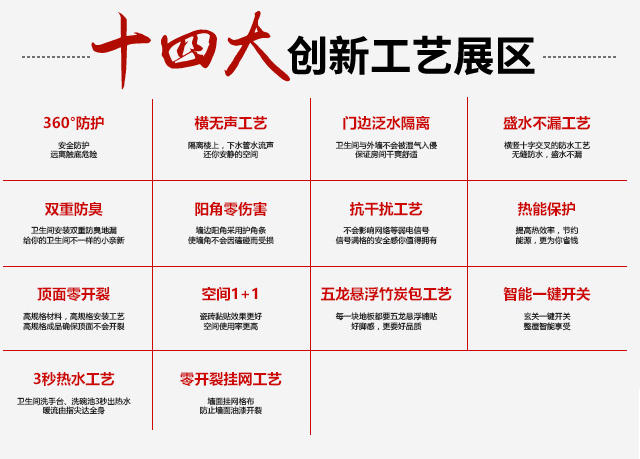 十四大创新工艺展区
360°防护
安全防护
远离触底危险
横无声工艺
隔离楼上，下水管水流声
还你安静的空间
门边泛水隔离
卫生间与外墙不会被湿气入侵
保证房间干爽舒适
盛水不漏工艺
横竖十字交叉的防水工艺
无缝防水，盛水不漏
双重防臭
卫生间安装双重防臭地漏
给你的卫生间不一样的小亲新
阳角零伤害
墙边阳角采用护角条
使墙角不会因磕碰而受损
抗干扰工艺
不会影响网络等弱电信号
信号满格的安全感你值得拥有
热能保护
提高热效率，节约
能源，更为你省钱
顶面零开裂
高规格材料，高规格安装工艺
高规格成品确保顶面不会开裂
空间1+1
瓷砖黏贴效果更好
空间使用率更高
五龙悬浮竹炭包工艺
每一块地板都要五龙悬浮铺贴
好脚感，更要好品质
智能一键开关
玄关一键开关
整屋智能享受
3秒热水工艺
卫生间洗手台、洗碗池3秒出热水
暖流由指尖达全身
零开裂挂网工艺
墙面挂网格布
防止墙面油漆开裂